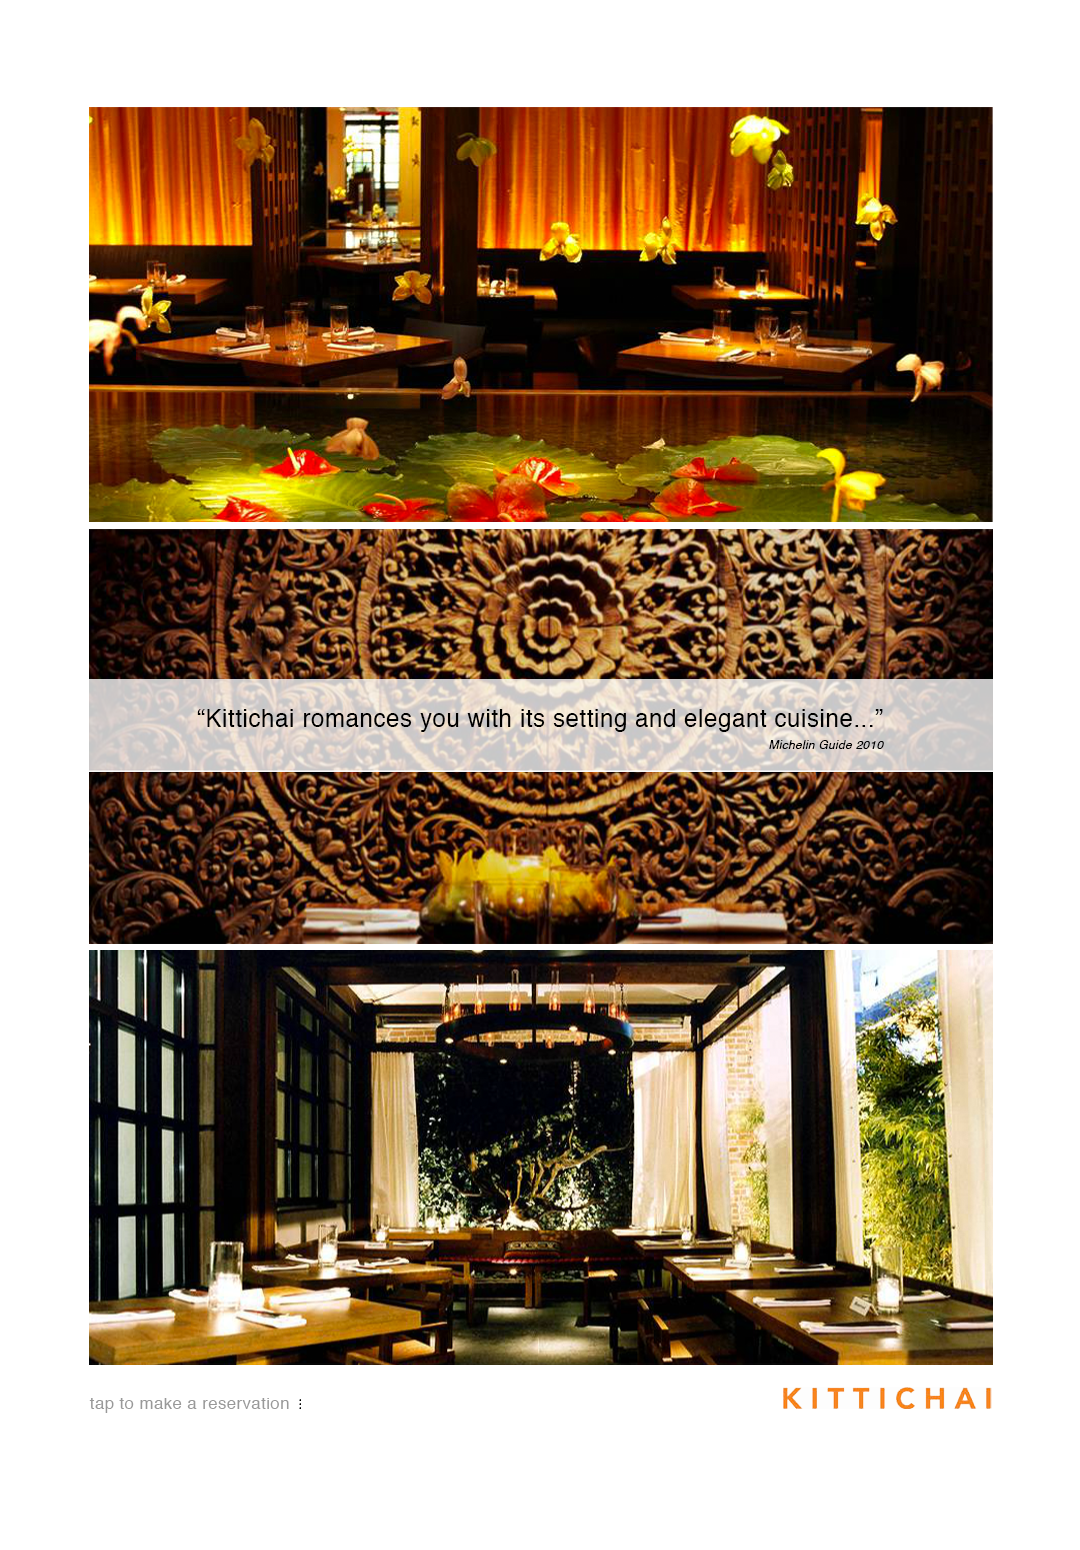 “Kittichai romances you with its setting and elegant cuisine...”
Michelin Guide 2010
tap to make a reservation
KITTICHAI